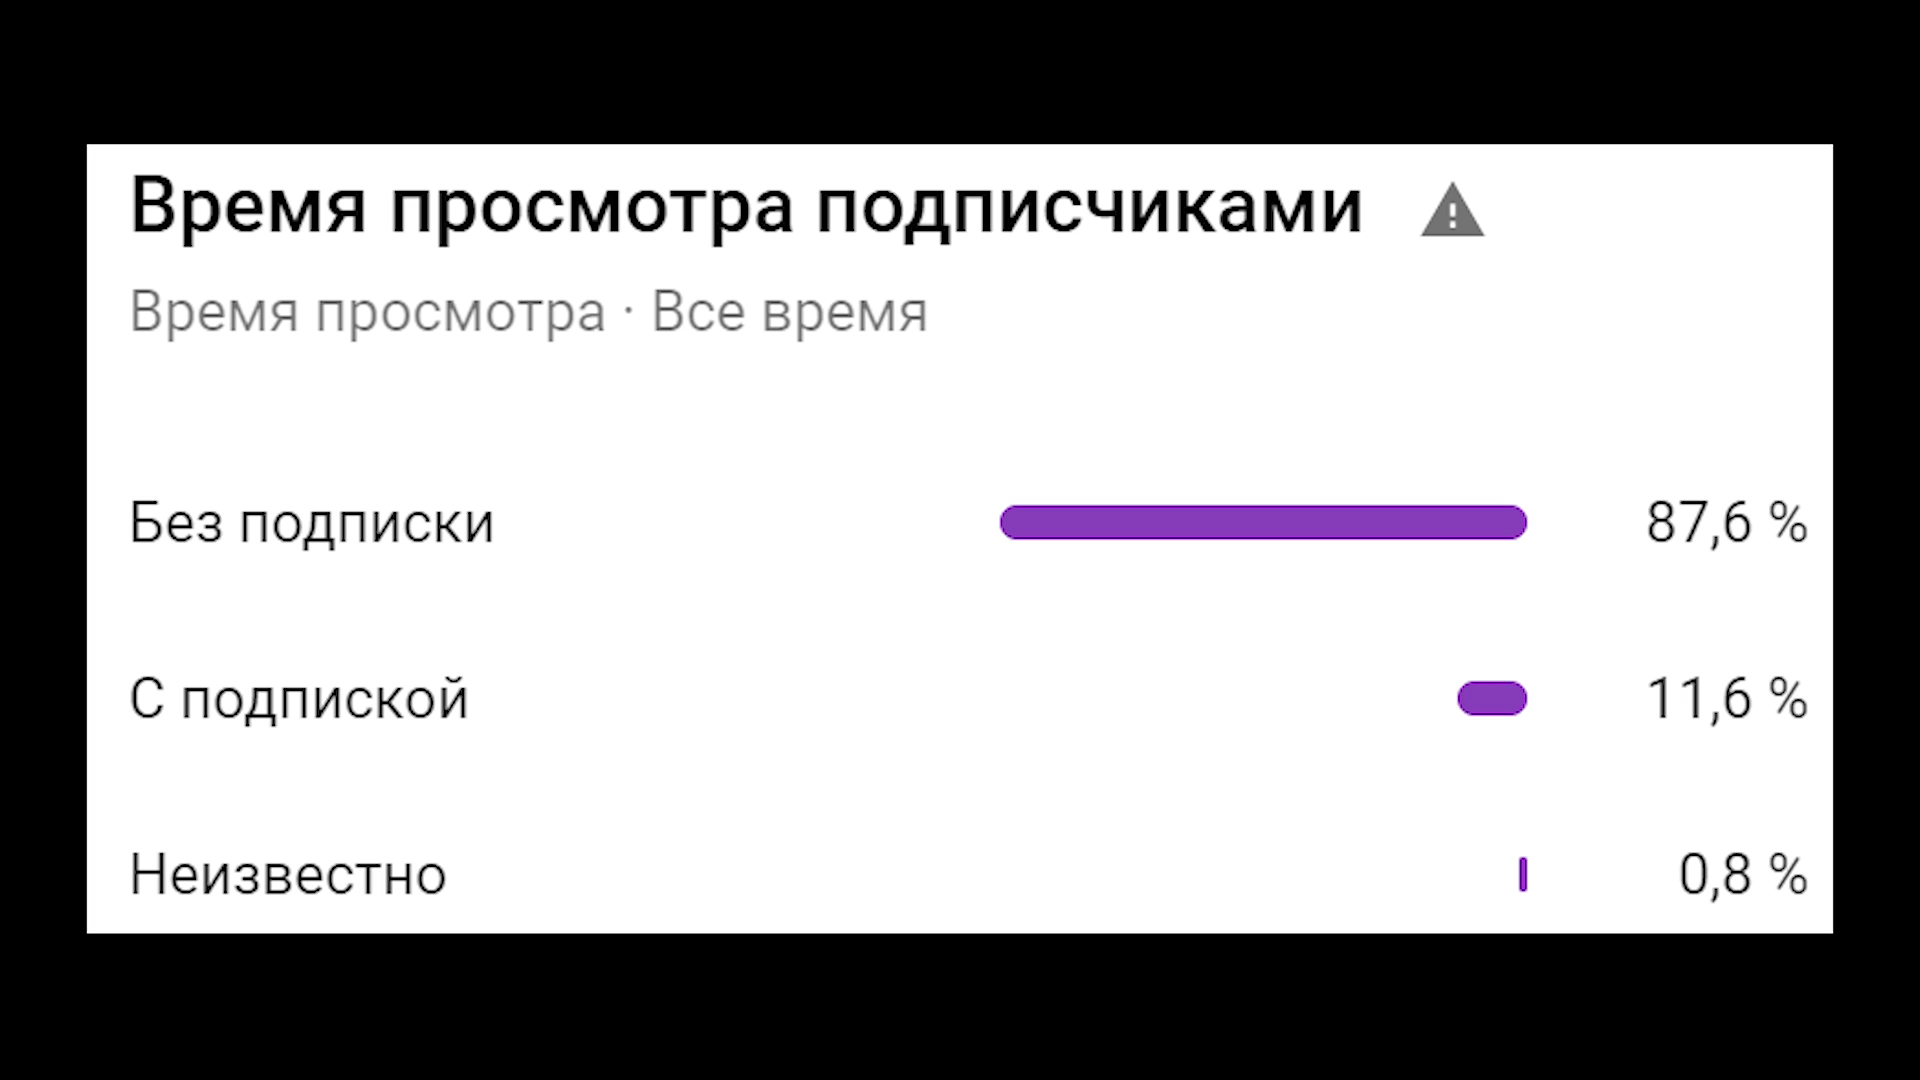 Время просмотра подписчиками
Время просмотра · Все время
Без подписки 87,6 %
С подпиской 11,6 %
Неизвестно 0,8 %